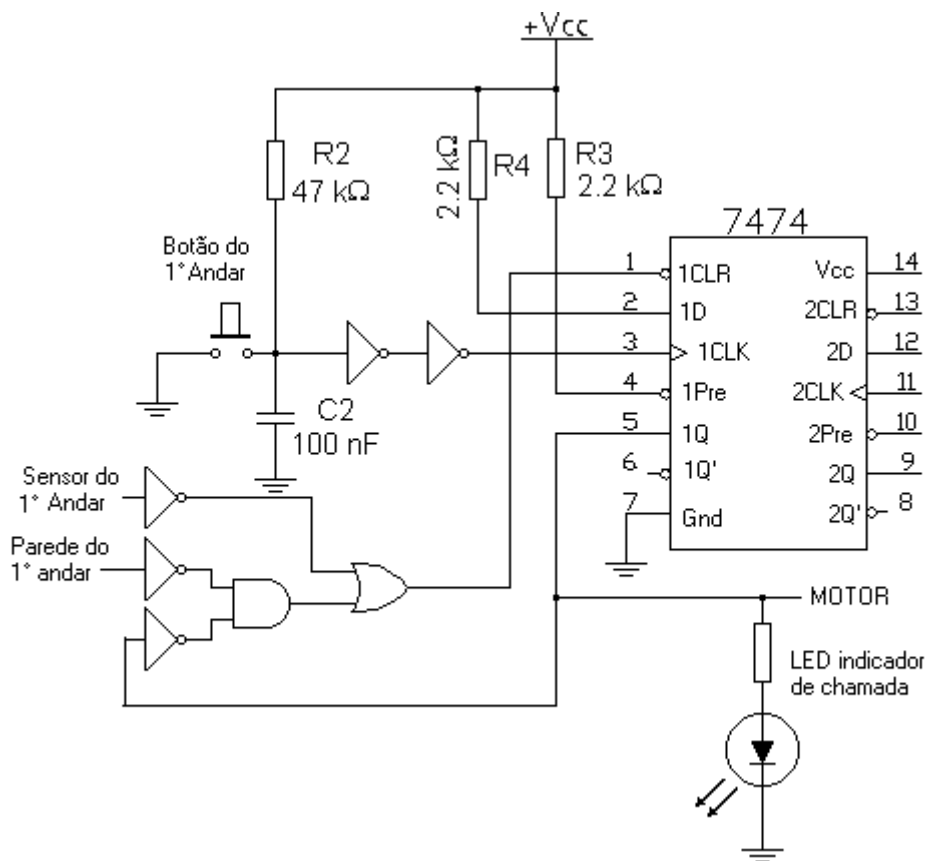 +Vcc
R2
47 kΩ
2.2 kΩ
R4
R3
2.2 kΩ
7474
Botão do
1°Andar
1
1CLR
Vcc
14
2
1D
2CLR
13
3
1CLK
2D
12
4
1Pre
2CLK
11
5
1Q
2Pre
10
6
1Q'
2Q
9
7
Gnd
2Q'
8
C2
100 nF
Sensor do
1° Andar
Parede do
1° andar
MOTOR
LED indicador
de chamada